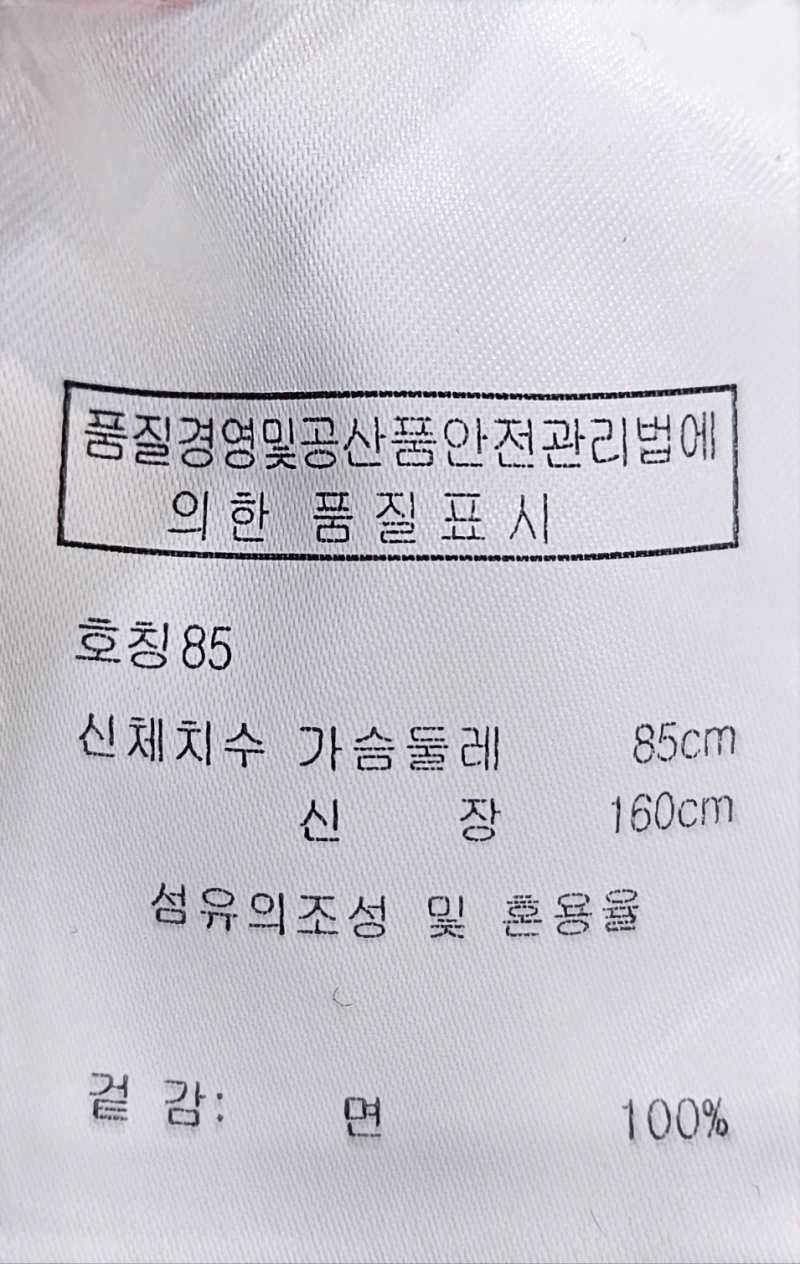 품질경영및공산품안전관리법에
의한 품질표시
호칭85
신체치수 가슴둘레 85cm
신 장 160cm
섬유의조성 및 혼용율
겉 감: 면 100%